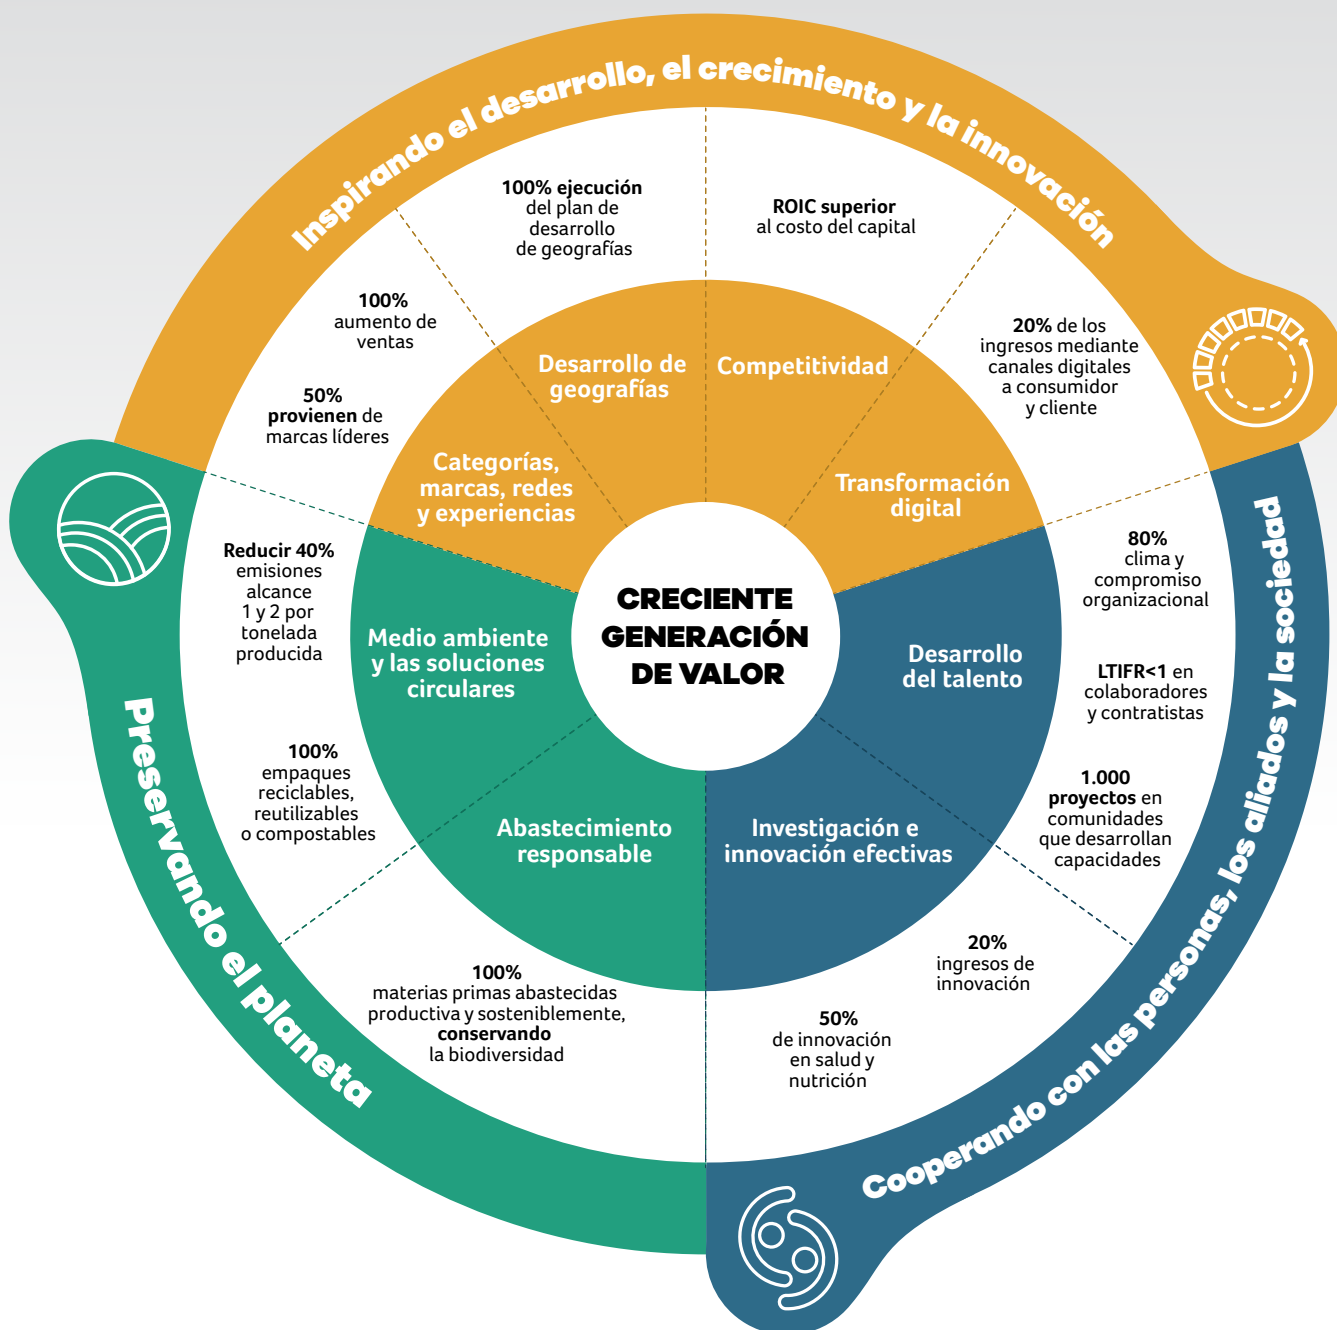 Inspirando el desarrollo, el crecimiento y la innovación
100% ejecución
del plan de
desarrollo
de geografías
ROIC superior
al costo del capital
100%
aumento de
ventas
50%
provienen de
marcas líderes
20% de los
ingresos mediante
canales digitales
a consumidor
y cliente
Desarrollo de
geografías
Competitividad
Categorías,
marcas, redes
y experiencias
Transformación
digital
CRECIENTE
GENERACIÓN
DE VALOR
Preservando el planeta
Reducir 40%
emisiones
alcance
1 y 2 por
tonelada
producida
100%
empaques
reciclables,
reutilizables
o compostables
Medio ambiente
y las soluciones
circulares
Abastecimiento
responsable
100%
materias primas abastecidas
productiva y sosteniblemente,
conservando
la biodiversidad
Desarrollo
del talento
Investigación e
innovación efectivas
80%
clima y
compromiso
organizacional
LTIFR<1 en
colaboradores
y contratistas
1.000
proyectos en
comunidades
que desarrollan
capacidades
20%
ingresos de
innovación
50%
de innovación
en salud y
nutrición
Cooperando con las personas, los aliados y la sociedad